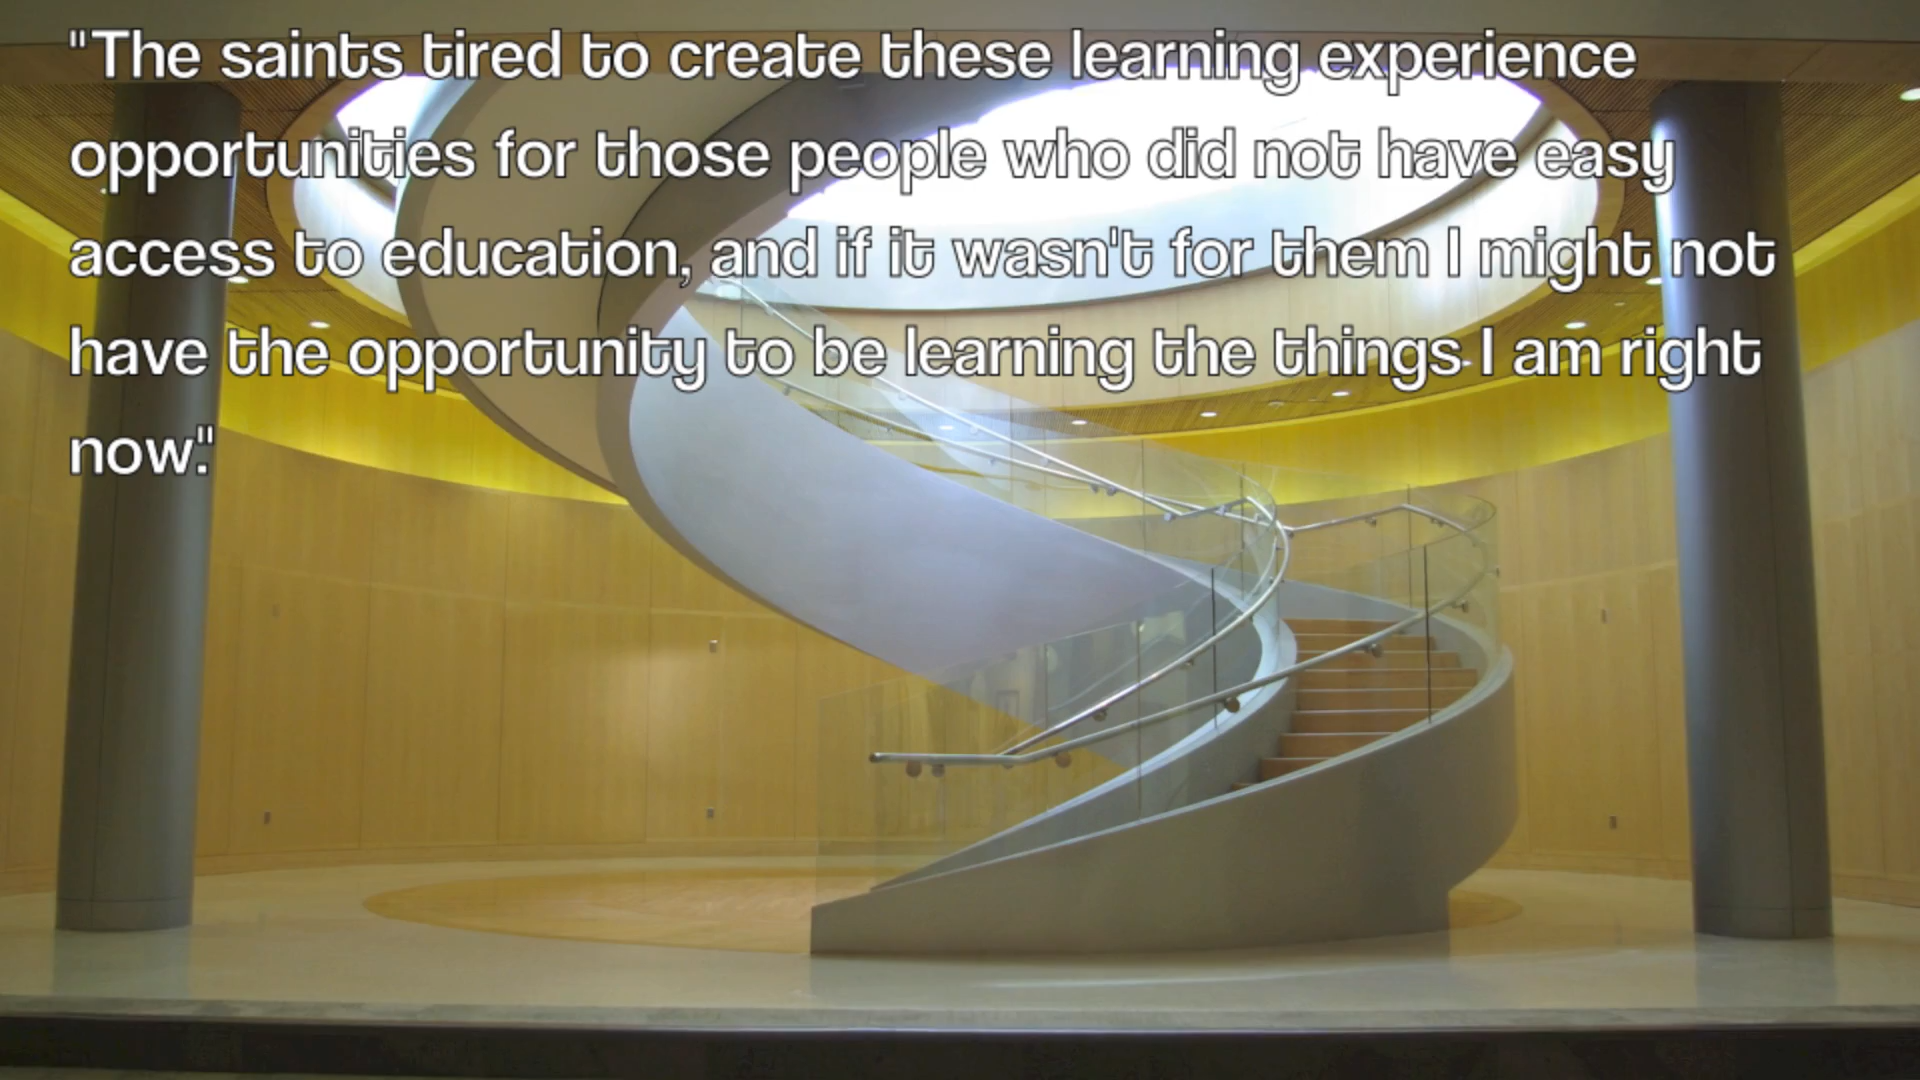 "The saints tired to create these learning experience
opportunities for those people who did not have easy
access to education, and if it wasn't for them I might not
have the opportunity to be learning the things I am right
now."